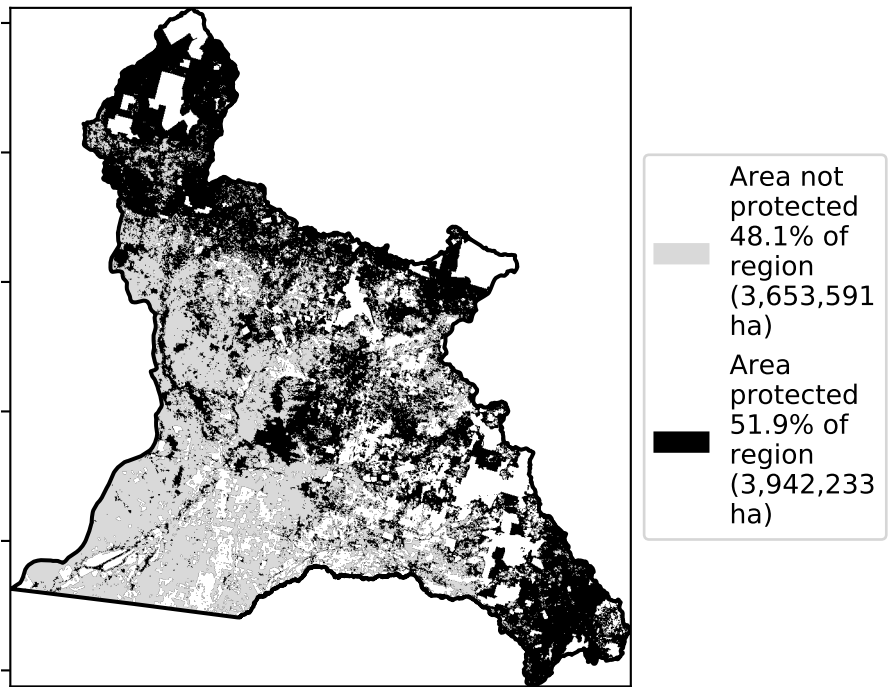 Area not
protected
48.1% of
region
(3,653,591
ha)
Area
protected
51.9% of
region
(3,942,233
ha)